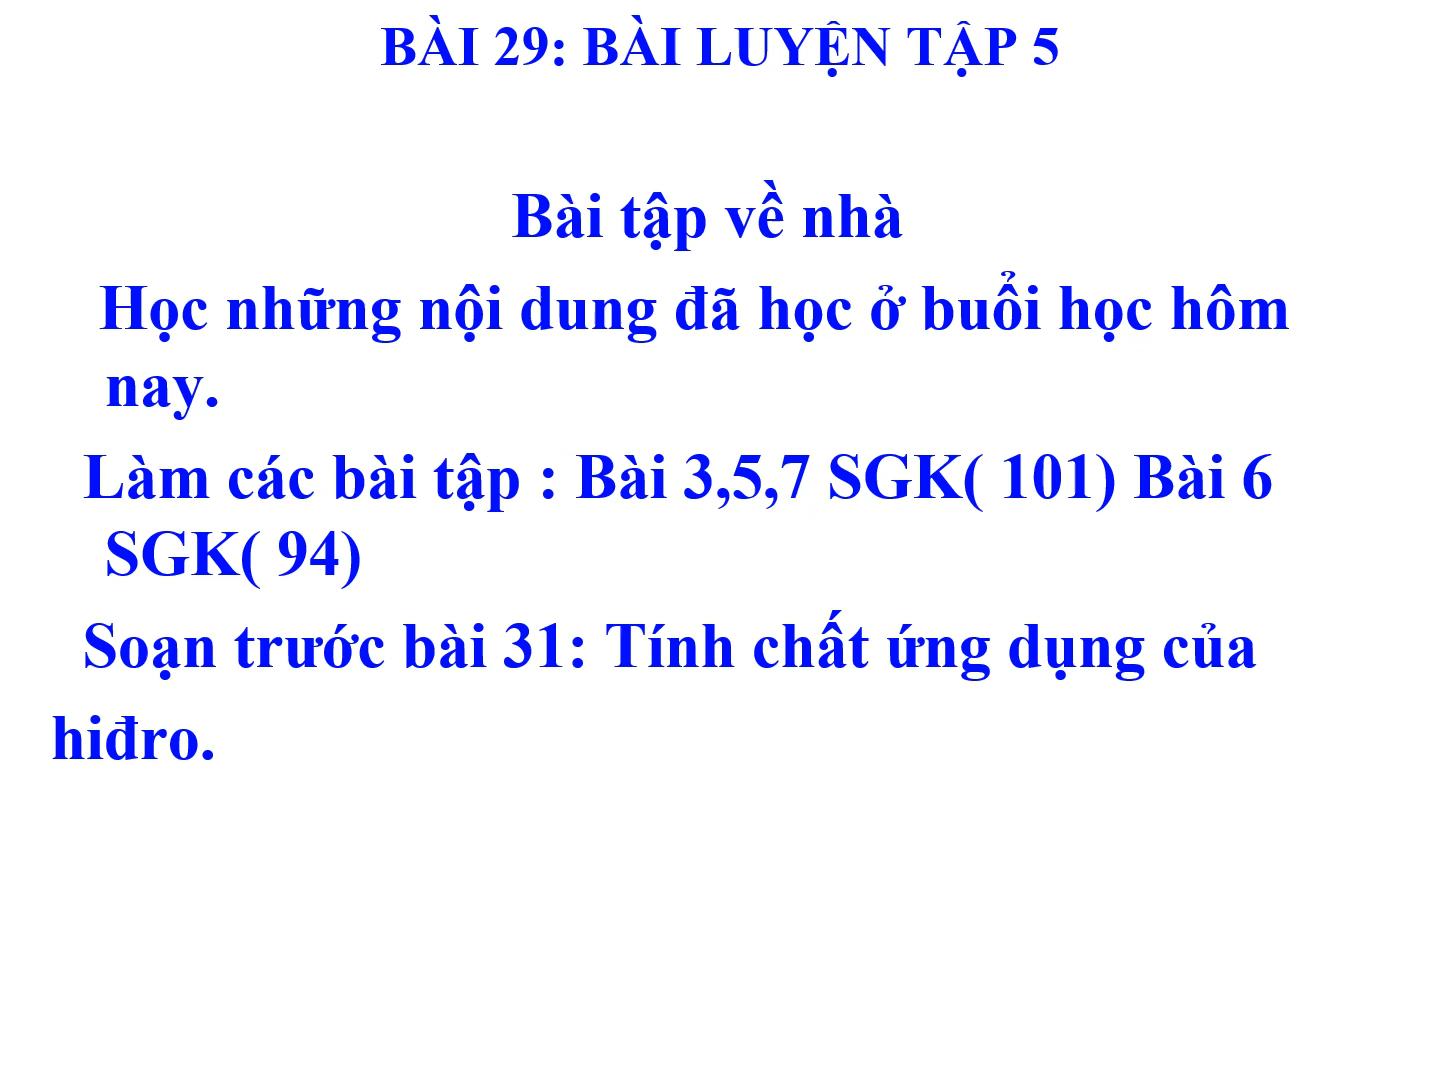 BÀI 29: BÀI LUYỆN TẬP 5
Bài tập về nhà
Học những nội dung đã học ở buổi học hôm
nay.
Làm các bài tập : Bài 3,5,7 SGK( 101) Bài 6
SGK( 94)
Soạn trước bài 31: Tính chất ứng dụng của
hiđro.